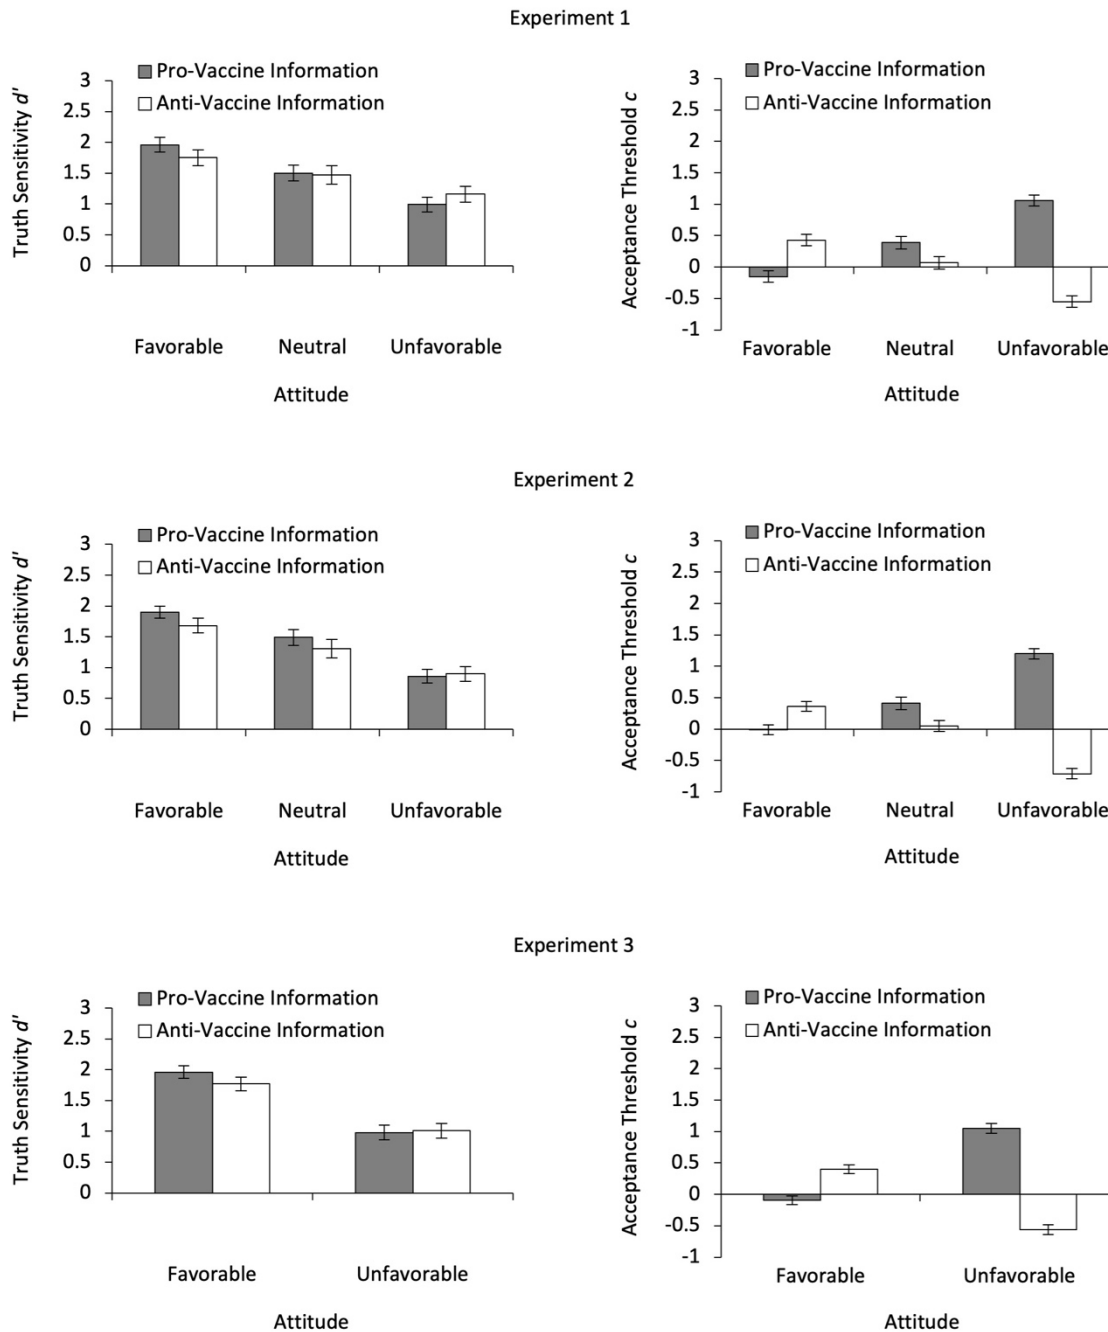 Experiment 1
Truth Sensitivity d′
Pro-Vaccine Information
Anti-Vaccine Information
3
2.5
2
1.5
1
0.5
0
Favorable Neutral Unfavorable
Attitude
Acceptance Threshold c
Pro-Vaccine Information
Anti-Vaccine Information
3
2.5
2
1.5
1
0.5
0
-0.5
-1
Favorable Neutral Unfavorable
Attitude
Experiment 2
Truth Sensitivity d′
Pro-Vaccine Information
Anti-Vaccine Information
3
2.5
2
1.5
1
0.5
0
Favorable Neutral Unfavorable
Attitude
Acceptance Threshold c
Pro-Vaccine Information
Anti-Vaccine Information
3
2.5
2
1.5
1
0.5
0
-0.5
-1
Favorable Neutral Unfavorable
Attitude
Experiment 3
Truth Sensitivity d′
Pro-Vaccine Information
Anti-Vaccine Information
3
2.5
2
1.5
1
0.5
0
Favorable Unfavorable
Attitude
Acceptance Threshold c
Pro-Vaccine Information
Anti-Vaccine Information
3
2.5
2
1.5
1
0.5
0
-0.5
-1
Favorable Unfavorable
Attitude